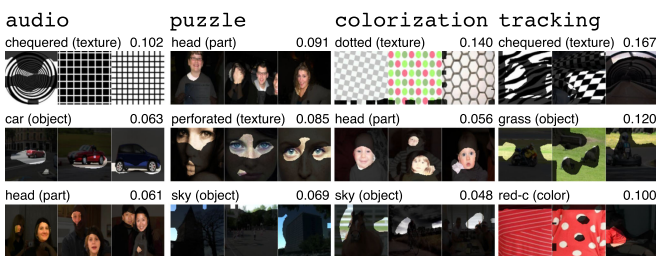 audio puzzle colorization tracking
chequered (texture) 0.102 head (part) 0.091 dotted (texture) 0.140 chequered (texture) 0.167
car (object) 0.063 perforated (texture) 0.085 head (part) 0.056 grass (object) 0.120
head (part) 0.061 sky (object) 0.069 sky (object) 0.048 red-c (color) 0.100